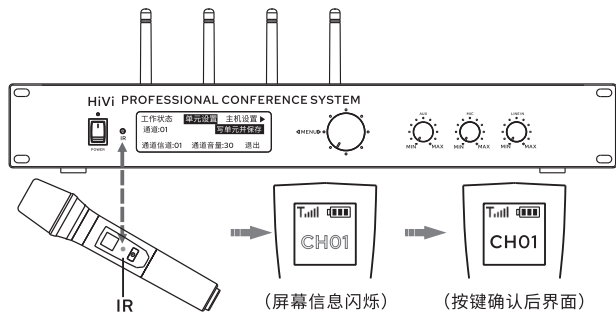 HiVi PROFESSIONAL CONFERENCE SYSTEM
工作状态 单元设置 主机设置
通道:01 写单元并保存
通道信道:01 通道音量:30 退出
POWER
IR
MENU
AUX
MIC
LINEIN
MIN MAX
MIN MAX
MIN MAX
IR
CH01
(屏幕信息闪烁)
CH01
(按键确认后界面)